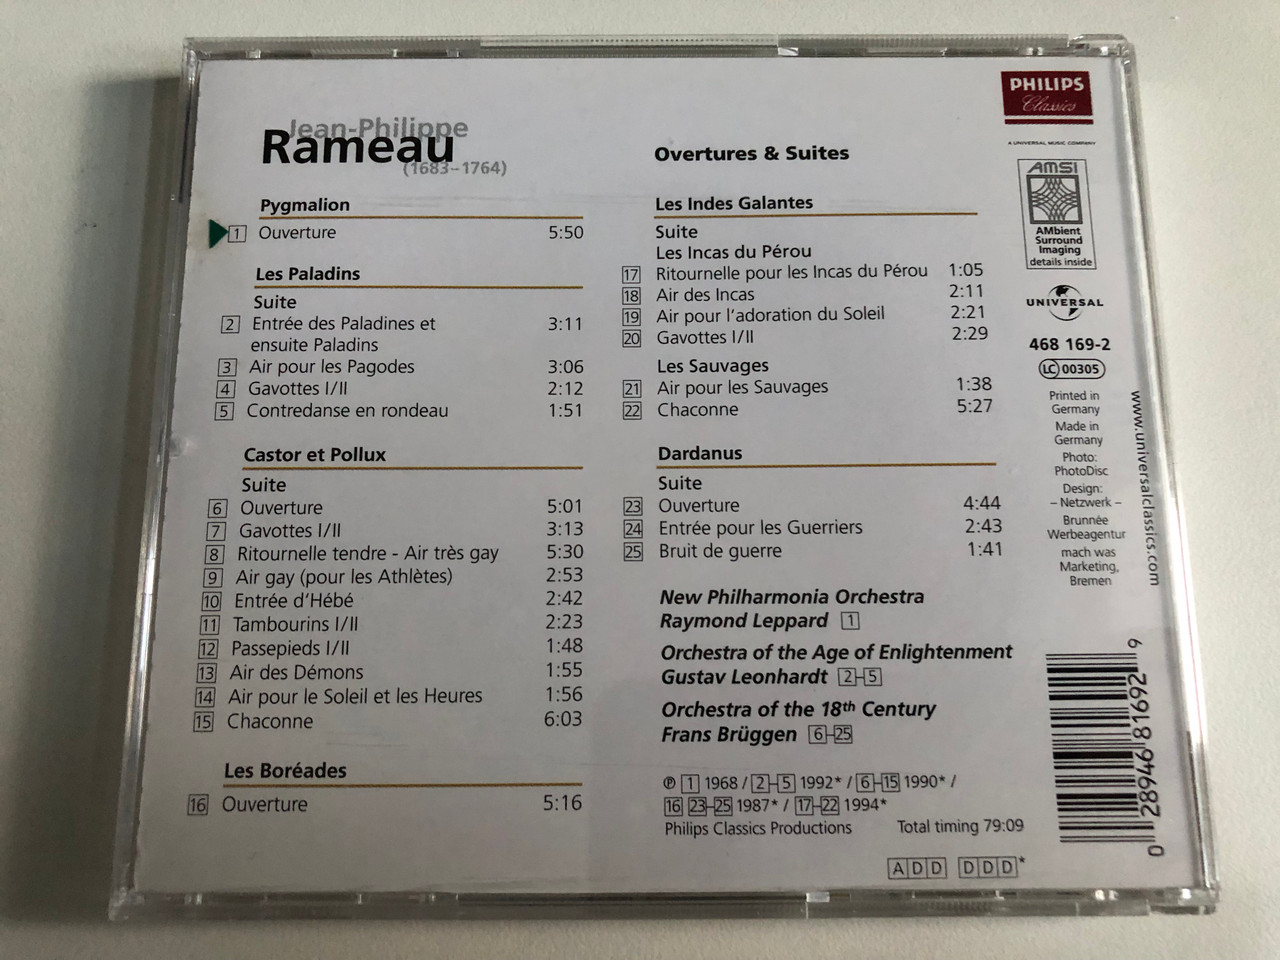 Jean-Philippe
Rameau
(1683–1764)
Overtures & Suites
Pygmalion
1 Ouverture 5:50
Les Paladins
Suite
2 Entrée des Paladines et 3:11
ensuite Paladins
3 Air pour les Pagodes 3:06
4 Gavottes I/II 2:12
5 Contredanse en rondeau 1:51
Castor et Pollux
Suite
6 Ouverture 5:01
7 Gavottes I/II 3:13
8 Ritournelle tendre - Air très gay 5:30
9 Air gay (pour les Athlètes) 2:53
10 Entrée d'Hébé 2:42
11 Tambourins I/II 2:23
12 Passepieds I/II 1:48
13 Air des Démons 1:55
14 Air pour le Soleil et les Heures 1:56
15 Chaconne 6:03
Les Boréades
16 Ouverture 5:16
Les Indes Galantes
Suite
Les Incas du Pérou
17 Ritournelle pour les Incas du Pérou 1:05
18 Air des Incas 2:11
19 Air pour l'adoration du Soleil 2:21
20 Gavottes I/II 2:29
Les Sauvages
21 Air pour les Sauvages 1:38
22 Chaconne 5:27
Dardanus
Suite
23 Ouverture 4:44
24 Entrée pour les Guerriers 2:43
25 Bruit de guerre 1:41
New Philharmonia Orchestra
Raymond Leppard 1
Orchestra of the Age of Enlightenment
Gustav Leonhardt 2-5
Orchestra of the 18th Century
Frans Brüggen 6-25
℗ 1 1968 / 2-5 1992* / 6-15 1990* /
16 23-25 1987* / 17-22 1994*
Philips Classics Productions Total timing 79:09
ADD DDD*
PHILIPS
Classics
A UNIVERSAL MUSIC COMPANY
AMSI
AMbient
Surround
Imaging
details inside
UNIVERSAL
468 169-2
LC 00305
Printed in
Germany
Made in
Germany
Photo:
PhotoDisc
Design:
– Netzwerk –
Brunnée
Werbeagentur
mach was
Marketing,
Bremen
www.universalclassics.com
0 28946 81692 9